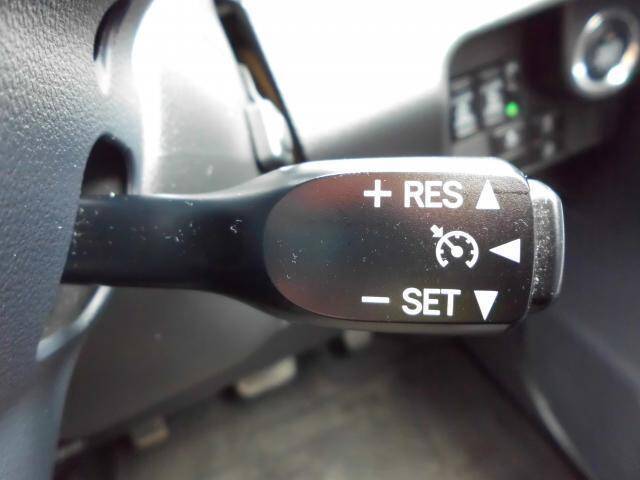 + RES ▲
◀
− SET ▼